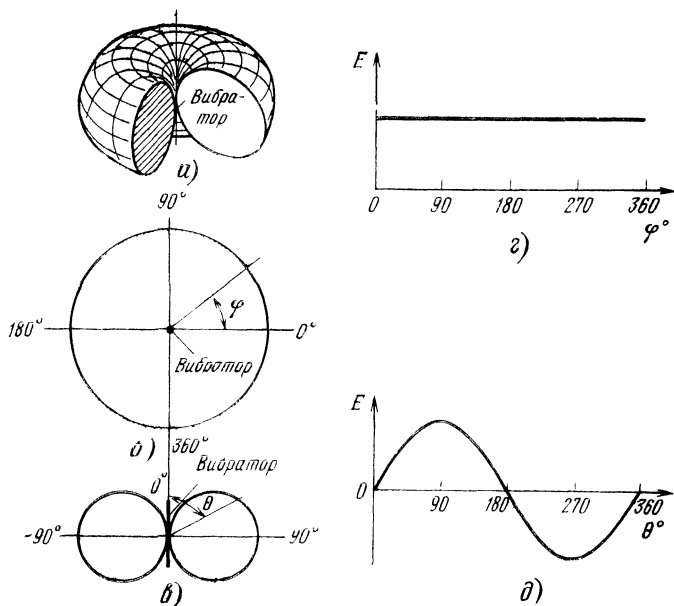 Вибра-
тор
а)
90°
180°
φ
0°
Вибратор
б)
360°
Вибратор
0°
θ
-90°
90°
в)
E
0 90 180 270 360
φ°
г)
E
0
90 180 270 360
θ°
д)